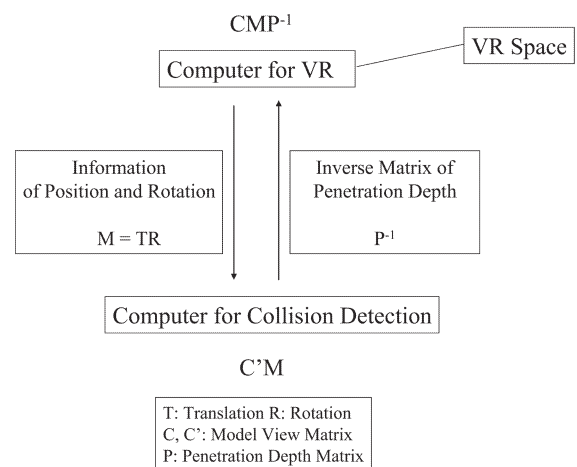 CMP-1
Computer for VR
VR Space
Information
of Position and Rotation
M = TR
Inverse Matrix of
Penetration Depth
P-1
Computer for Collision Detection
C’M
T: Translation R: Rotation
C, C’: Model View Matrix
P: Penetration Depth Matrix